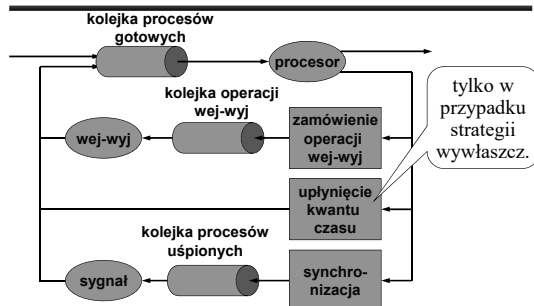 kolejka procesów
gotowych
procesor
kolejka operacji
wej-wyj
wej-wyj
zamówienie
operacji
wej-wyj
tylko w
przypadku
strategii
wywłaszcz.
upłynięcie
kwantu
czasu
kolejka procesów
uśpionych
sygnał
synchro-
nizacja